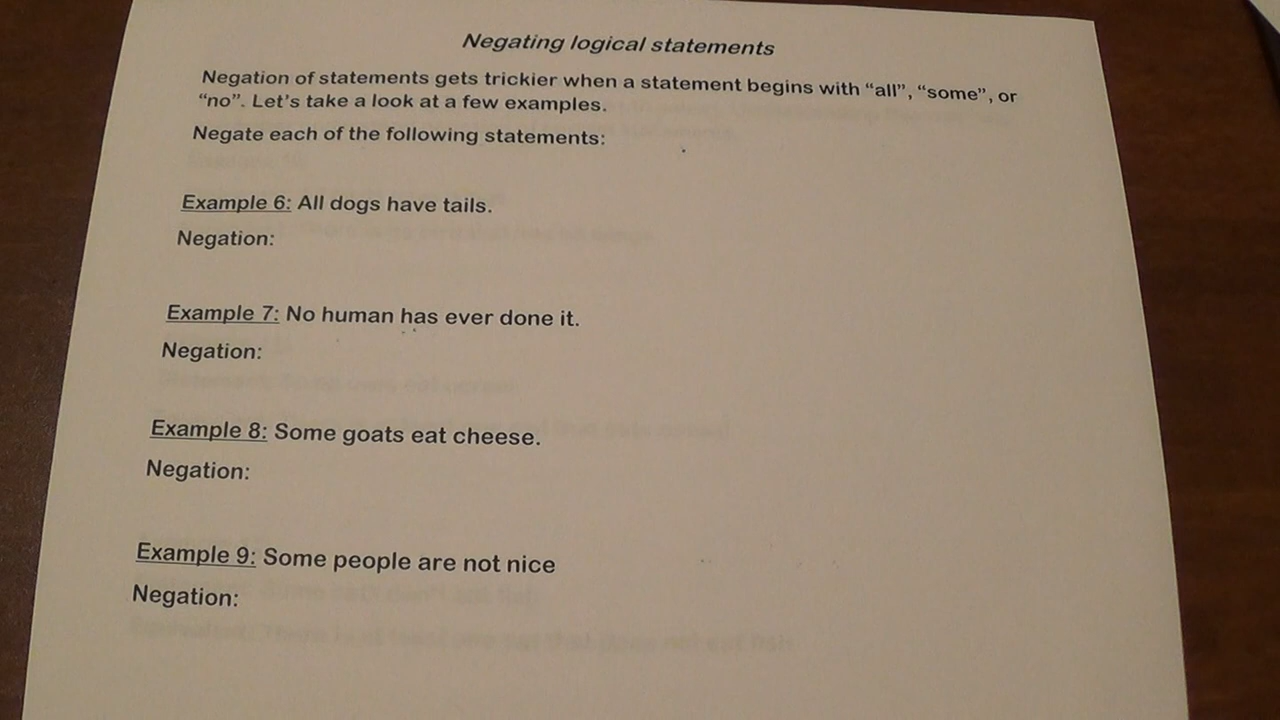 Negating logical statements
Negation of statements gets trickier when a statement begins with “all”, “some”, or
“no”. Let’s take a look at a few examples.
Negate each of the following statements:
Example 6: All dogs have tails.
Negation:
Example 7: No human has ever done it.
Negation:
Example 8: Some goats eat cheese.
Negation:
Example 9: Some people are not nice
Negation: